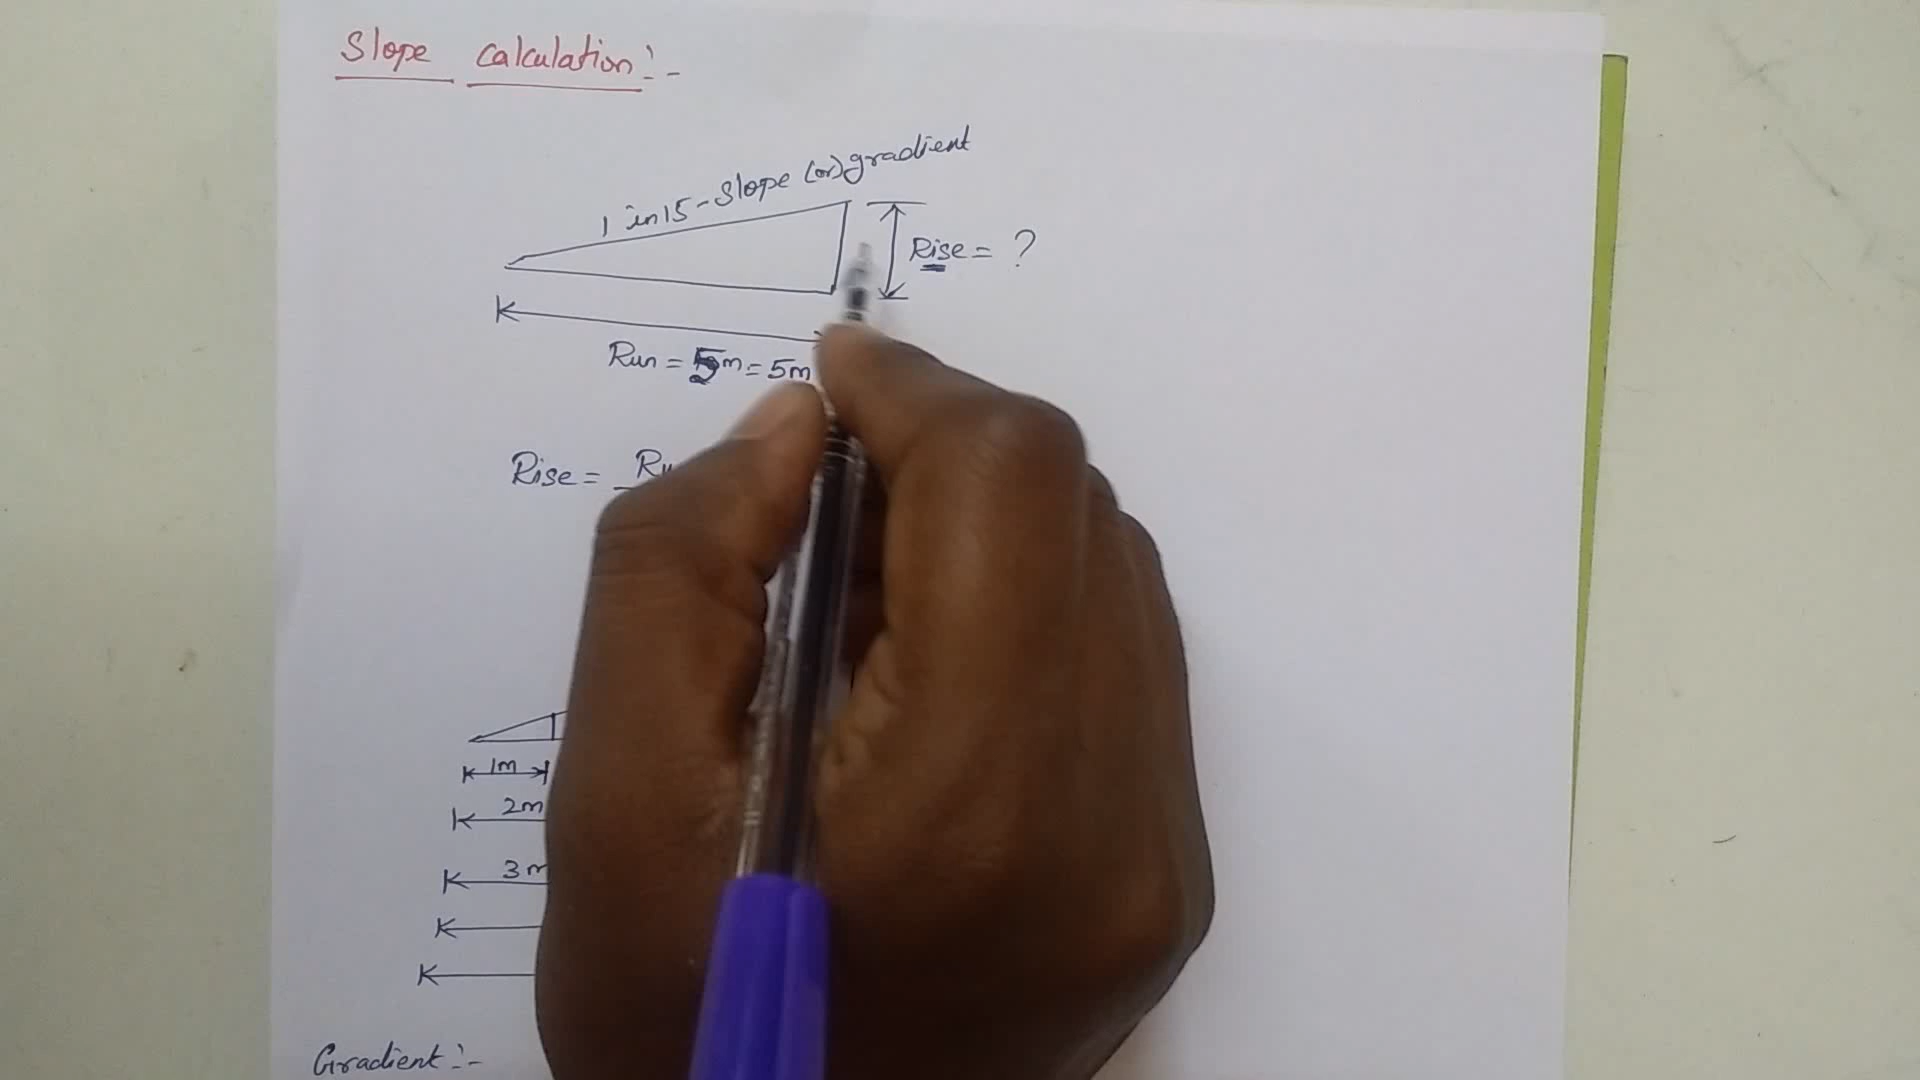 Slope calculation:-
1 in 15 - Slope (or) gradient
Rise = ?
Run = 5m = 5m
Rise =
1m
2m
3m
Gradient:-